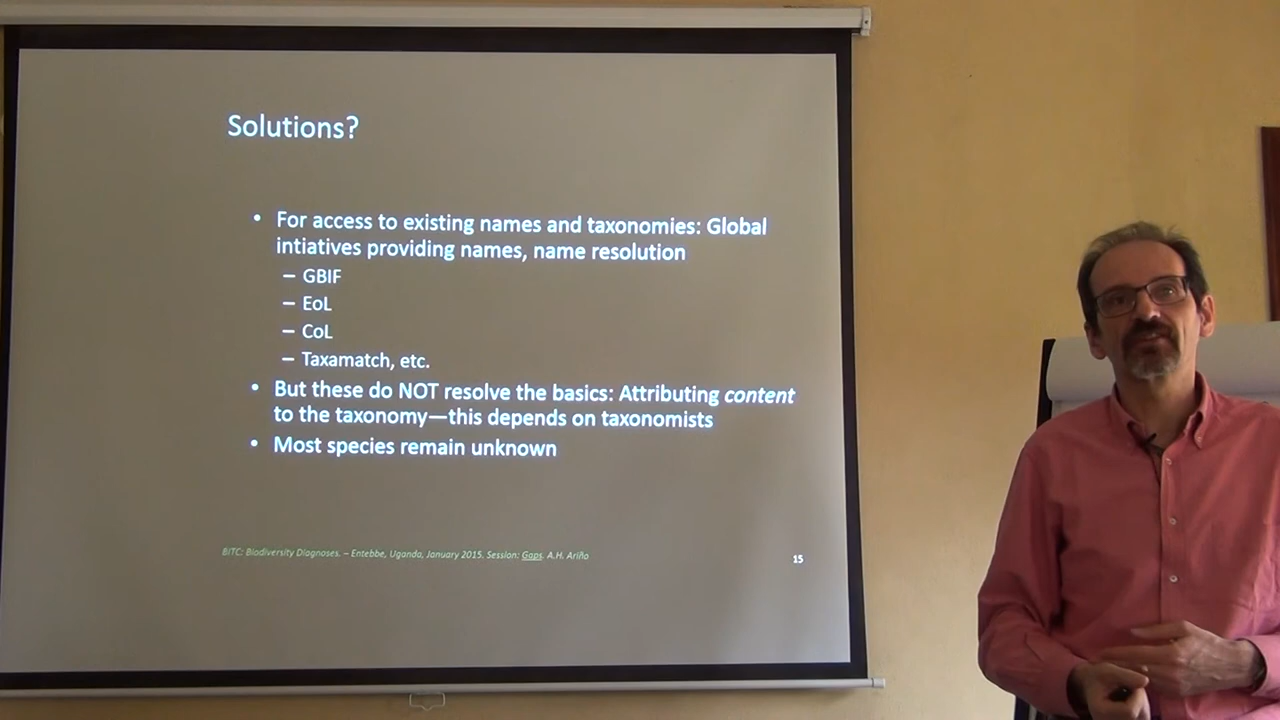 Solutions?
• For access to existing names and taxonomies: Global
intiatives providing names, name resolution
– GBIF
– EoL
– CoL
– Taxamatch, etc.
• But these do NOT resolve the basics: Attributing content
to the taxonomy—this depends on taxonomists
• Most species remain unknown
BITC: Biodiversity Diagnoses. – Entebbe, Uganda, January 2015. Session: Gaps. A.H. Ariño
15